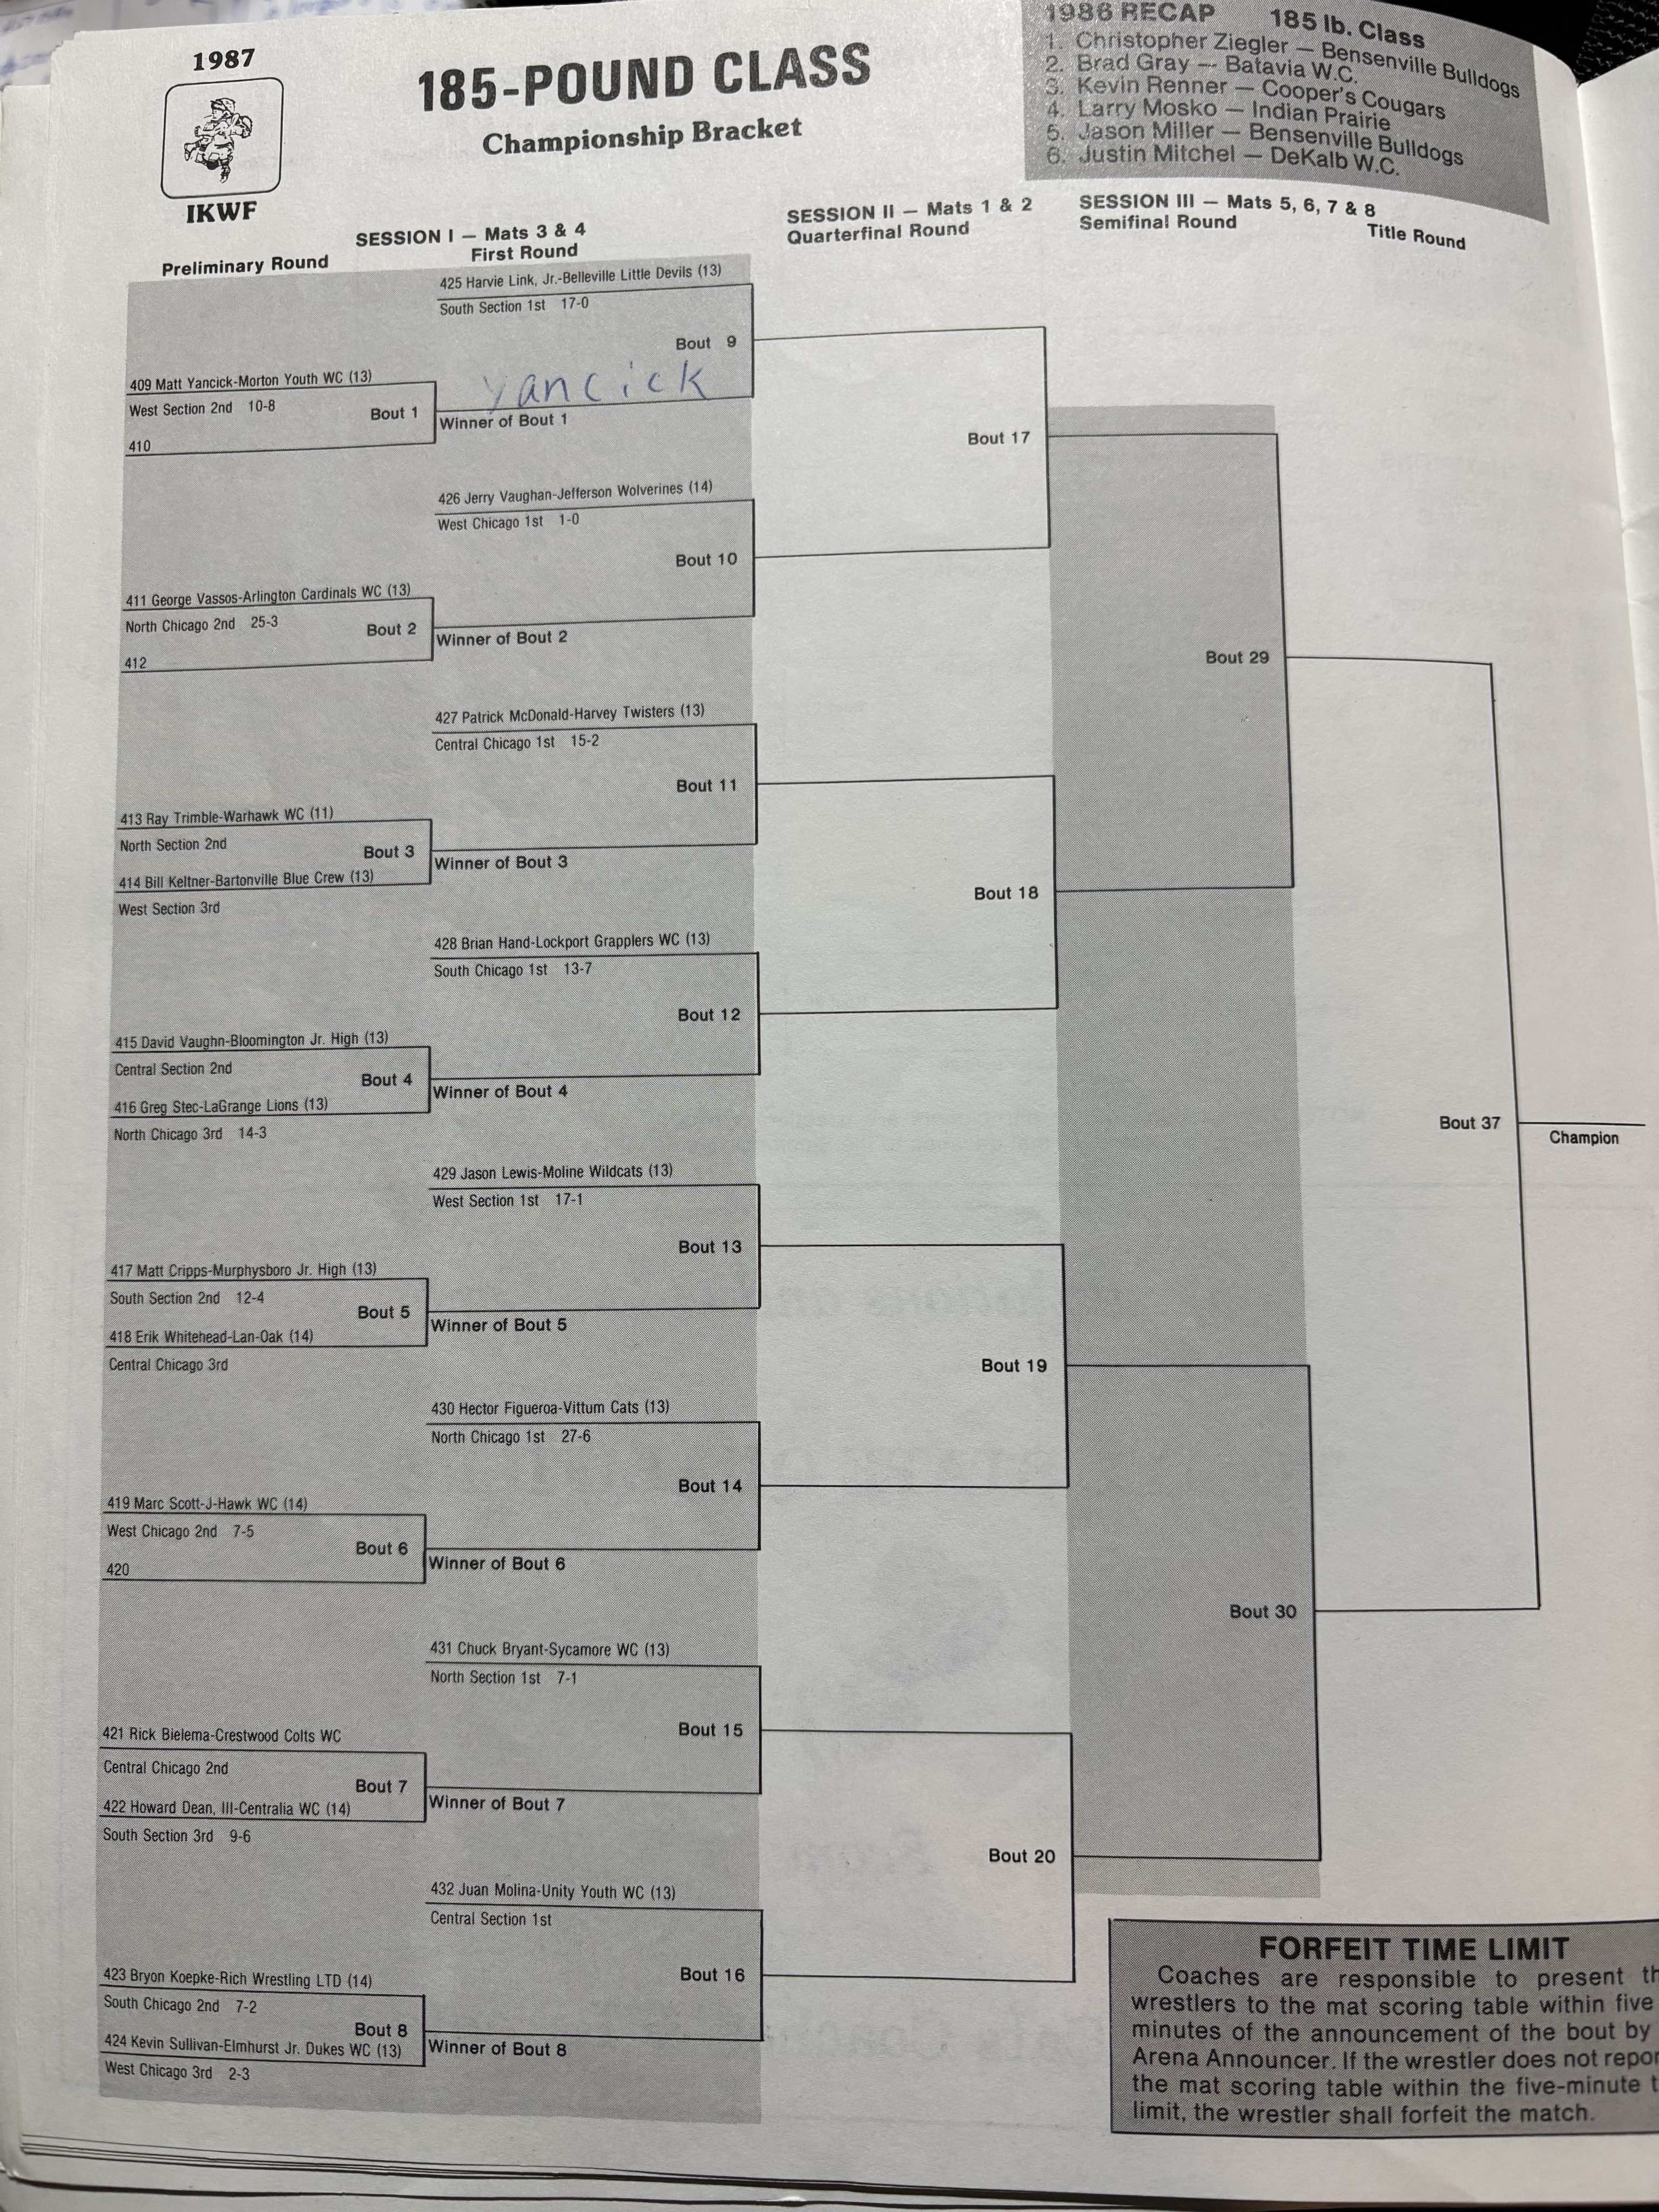 1987
IKWF
185-POUND CLASS
Championship Bracket
1986 RECAP 185 lb. Class
1. Christopher Ziegler — Bensenville Bulldogs
2. Brad Gray — Batavia W.C.
3. Kevin Renner — Cooper's Cougars
4. Larry Mosko — Indian Prairie
5. Jason Miller — Bensenville Bulldogs
6. Justin Mitchel — DeKalb W.C.
SESSION I — Mats 3 & 4
Preliminary Round First Round
SESSION II — Mats 1 & 2
Quarterfinal Round
SESSION III — Mats 5, 6, 7 & 8
Semifinal Round Title Round
425 Harvie Link, Jr.-Belleville Little Devils (13)
South Section 1st 17-0
Bout 9
409 Matt Yancick-Morton Youth WC (13)
West Section 2nd 10-8
Bout 1
410
Yancick
Winner of Bout 1
Bout 17
426 Jerry Vaughan-Jefferson Wolverines (14)
West Chicago 1st 1-0
Bout 10
411 George Vassos-Arlington Cardinals WC (13)
North Chicago 2nd 25-3
Bout 2
412
Winner of Bout 2
Bout 29
427 Patrick McDonald-Harvey Twisters (13)
Central Chicago 1st 15-2
Bout 11
413 Ray Trimble-Warhawk WC (11)
North Section 2nd
Bout 3
414 Bill Keltner-Bartonville Blue Crew (13)
West Section 3rd
Winner of Bout 3
Bout 18
428 Brian Hand-Lockport Grapplers WC (13)
South Chicago 1st 13-7
Bout 12
415 David Vaughn-Bloomington Jr. High (13)
Central Section 2nd
Bout 4
416 Greg Stec-LaGrange Lions (13)
North Chicago 3rd 14-3
Winner of Bout 4
Bout 37
Champion
429 Jason Lewis-Moline Wildcats (13)
West Section 1st 17-1
Bout 13
417 Matt Cripps-Murphysboro Jr. High (13)
South Section 2nd 12-4
Bout 5
418 Erik Whitehead-Lan-Oak (14)
Central Chicago 3rd
Winner of Bout 5
Bout 19
430 Hector Figueroa-Vittum Cats (13)
North Chicago 1st 27-6
Bout 14
419 Marc Scott-J-Hawk WC (14)
West Chicago 2nd 7-5
Bout 6
420
Winner of Bout 6
Bout 30
431 Chuck Bryant-Sycamore WC (13)
North Section 1st 7-1
Bout 15
421 Rick Bielema-Crestwood Colts WC
Central Chicago 2nd
Bout 7
422 Howard Dean, III-Centralia WC (14)
South Section 3rd 9-6
Winner of Bout 7
Bout 20
432 Juan Molina-Unity Youth WC (13)
Central Section 1st
Bout 16
423 Bryon Koepke-Rich Wrestling LTD (14)
South Chicago 2nd 7-2
Bout 8
424 Kevin Sullivan-Elmhurst Jr. Dukes WC (13)
West Chicago 3rd 2-3
Winner of Bout 8
FORFEIT TIME LIMIT
Coaches are responsible to present
wrestlers to the mat scoring table within five
minutes of the announcement of the bout by
Arena Announcer. If the wrestler does not
the mat scoring table within the five-minute
limit, the wrestler shall forfeit the match.